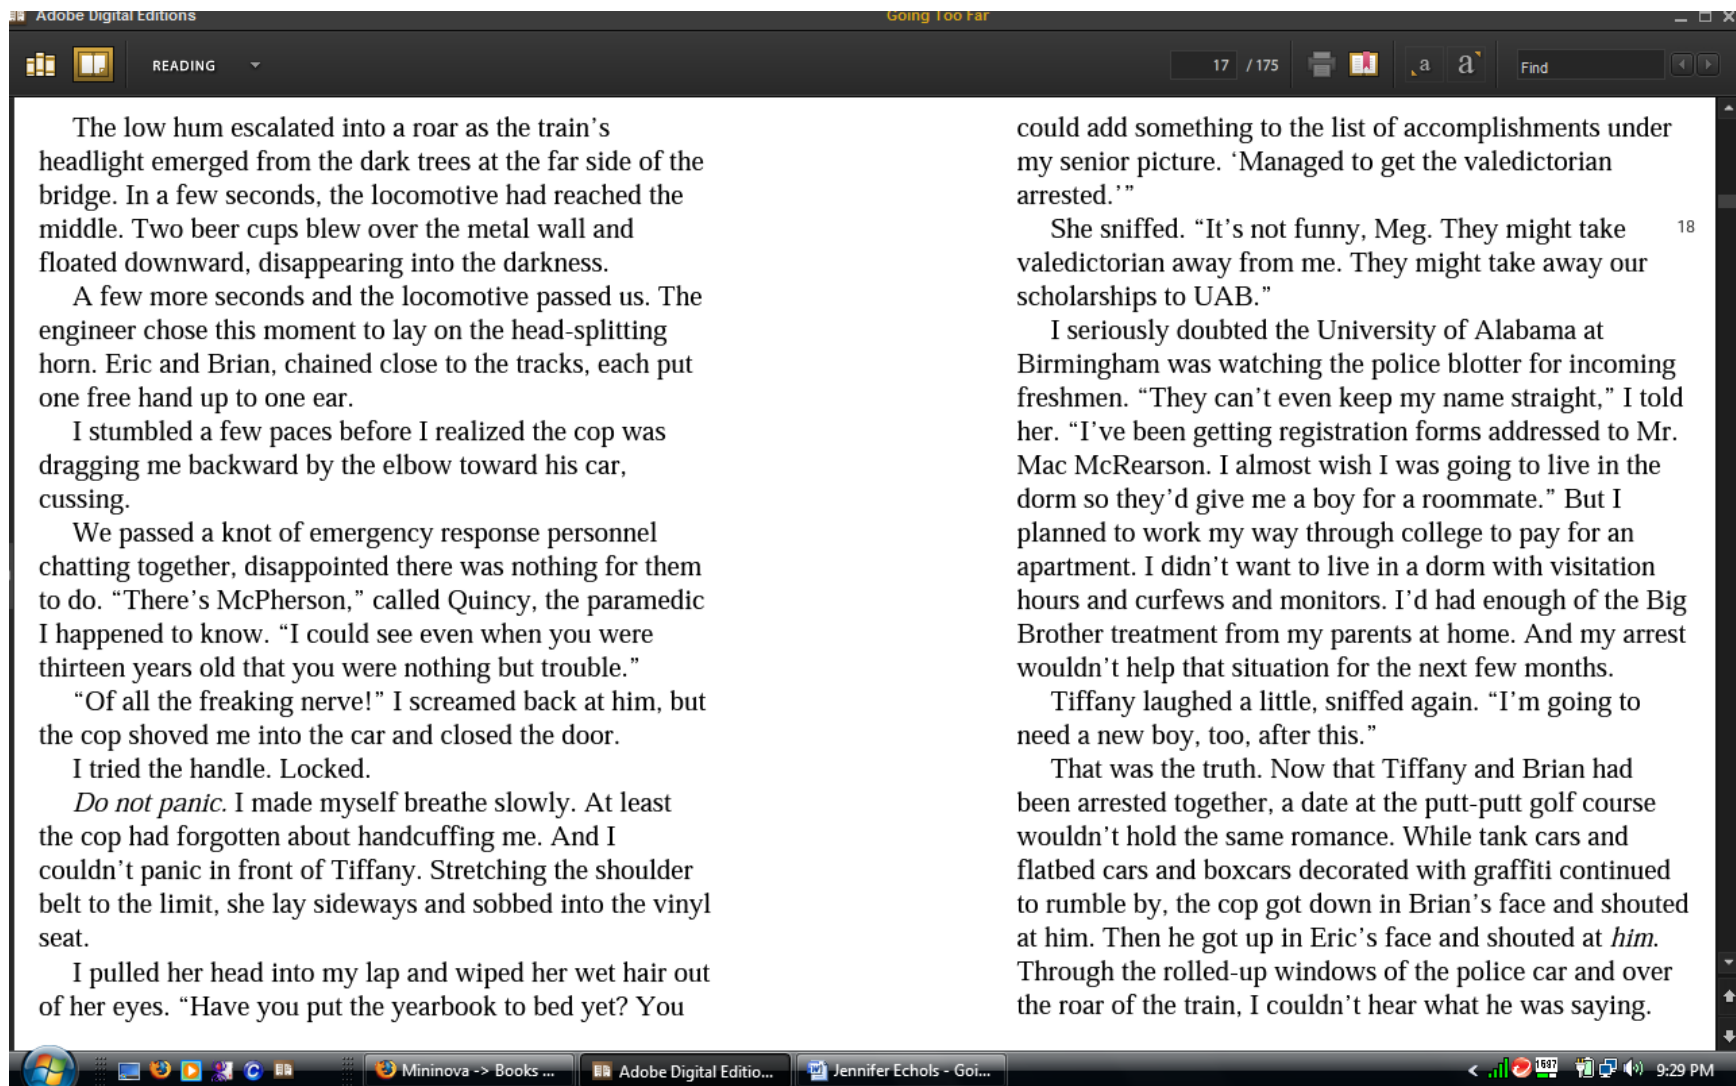 Adobe Digital Editions
Going Too Far
READING
17 / 175
a
a
Find
The low hum escalated into a roar as the train’s
headlight emerged from the dark trees at the far side of the
bridge. In a few seconds, the locomotive had reached the
middle. Two beer cups blew over the metal wall and
floated downward, disappearing into the darkness.
A few more seconds and the locomotive passed us. The
engineer chose this moment to lay on the head-splitting
horn. Eric and Brian, chained close to the tracks, each put
one free hand up to one ear.
I stumbled a few paces before I realized the cop was
dragging me backward by the elbow toward his car,
cussing.
We passed a knot of emergency response personnel
chatting together, disappointed there was nothing for them
to do. “There’s McPherson,” called Quincy, the paramedic
I happened to know. “I could see even when you were
thirteen years old that you were nothing but trouble.”
“Of all the freaking nerve!” I screamed back at him, but
the cop shoved me into the car and closed the door.
I tried the handle. Locked.
Do not panic. I made myself breathe slowly. At least
the cop had forgotten about handcuffing me. And I
couldn’t panic in front of Tiffany. Stretching the shoulder
belt to the limit, she lay sideways and sobbed into the vinyl
seat.
I pulled her head into my lap and wiped her wet hair out
of her eyes. “Have you put the yearbook to bed yet? You
could add something to the list of accomplishments under
my senior picture. ‘Managed to get the valedictorian
arrested.’”
She sniffed. “It’s not funny, Meg. They might take
18
valedictorian away from me. They might take away our
scholarships to UAB.”
I seriously doubted the University of Alabama at
Birmingham was watching the police blotter for incoming
freshmen. “They can’t even keep my name straight,” I told
her. “I’ve been getting registration forms addressed to Mr.
Mac McRearson. I almost wish I was going to live in the
dorm so they’d give me a boy for a roommate.” But I
planned to work my way through college to pay for an
apartment. I didn’t want to live in a dorm with visitation
hours and curfews and monitors. I’d had enough of the Big
Brother treatment from my parents at home. And my arrest
wouldn’t help that situation for the next few months.
Tiffany laughed a little, sniffed again. “I’m going to
need a new boy, too, after this.”
That was the truth. Now that Tiffany and Brian had
been arrested together, a date at the putt-putt golf course
wouldn’t hold the same romance. While tank cars and
flatbed cars and boxcars decorated with graffiti continued
to rumble by, the cop got down in Brian’s face and shouted
at him. Then he got up in Eric’s face and shouted at him.
Through the rolled-up windows of the police car and over
the roar of the train, I couldn’t hear what he was saying.
Mininova -> Books ...
Adobe Digital Editio...
Jennifer Echols - Goi...
9:29 PM